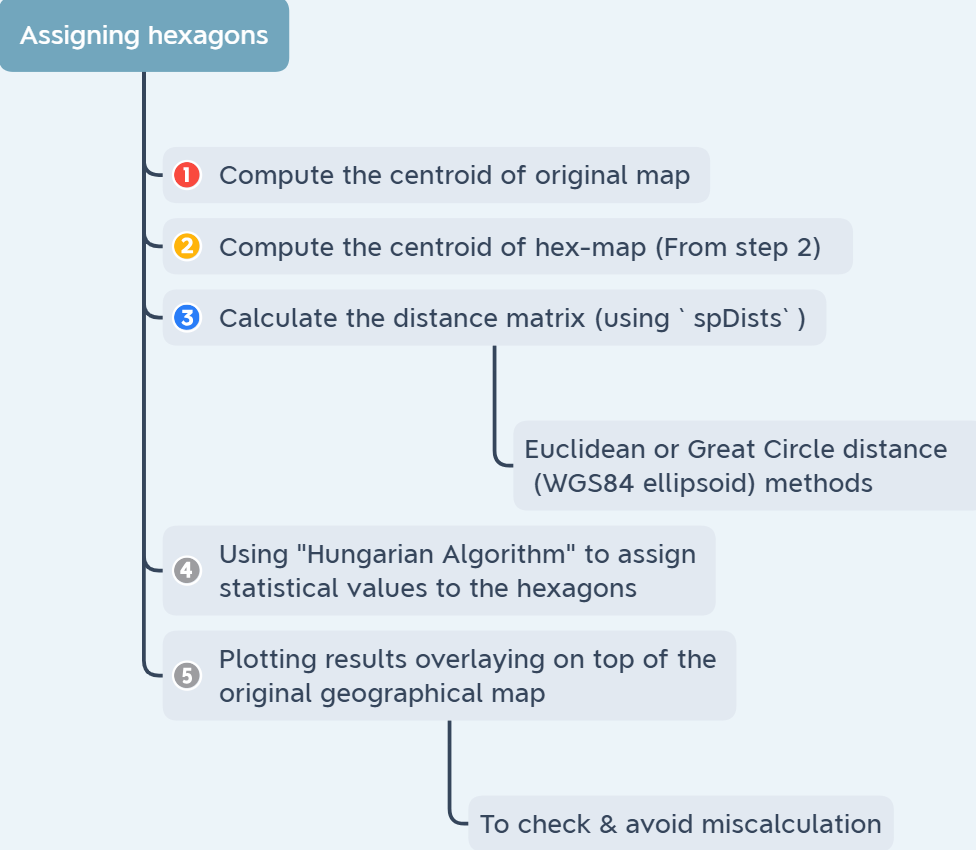 Assigning hexagons
1 Compute the centroid of original map
2 Compute the centroid of hex-map (From step 2)
3 Calculate the distance matrix (using ` spDists` )
Euclidean or Great Circle distance
(WGS84 ellipsoid) methods
4 Using "Hungarian Algorithm" to assign
statistical values to the hexagons
5 Plotting results overlaying on top of the
original geographical map
To check & avoid miscalculation